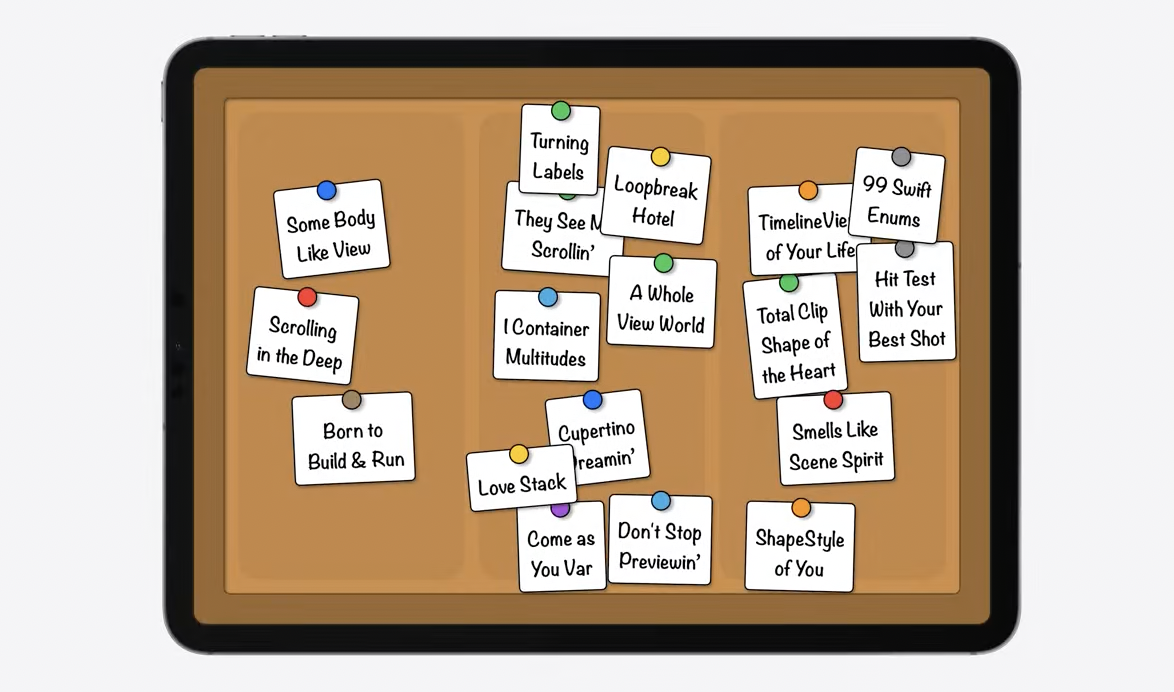 Some Body
Like View
Scrolling
in the Deep
Born to
Build & Run
Turning
Labels
They See
Scrollin'
Loopbreak
Hotel
A Whole
View World
I Container
Multitudes
Cupertino
Love Stack
Come as
You Var
Don't Stop
Previewin'
of Your Life
99 Swift
Enums
Total Clip
Shape of
the Heart
Hit Test
With Your
Best Shot
Smells Like
Scene Spirit
ShapeStyle
of You